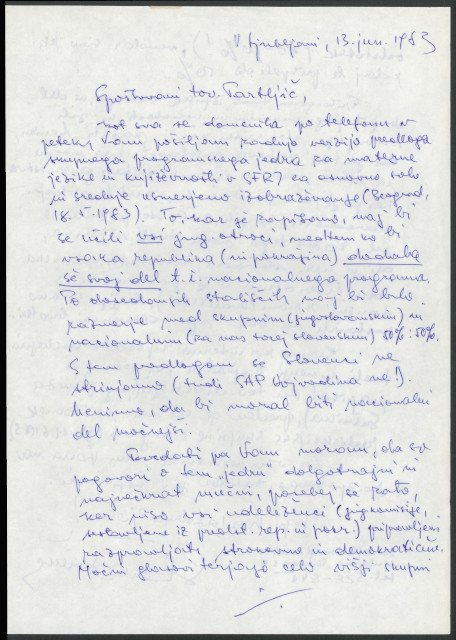 V Ljubljani, 13. jun. 1983
Spoštovani tov. Partljič,
kot sva se domenila po telefonu v
petek, Vam pošiljam zadnjo verzijo predloga
skupnega programskega jedra za materne
jezike in književnosti v SFRJ za osnovno šolo
in srednje usmerjeno izobraževanje (Beograd,
18. 5. 1983). To, kar je zapisano, naj bi
se učili vsi jug. otroci, medtem ko bi
vsaka republika (in pokrajina) dodala
še svoj del t. i. nacionalnega programa.
Po dosedanjih stališčih naj bi bilo
razmerje med skupnim (jugoslovanskim) in
nacionalnim (za nas torej slovenskim) 50% : 50%.
S tem predlogom se Slovenci ne
strinjamo (tudi SAP Vojvodina ne!).
Menimo, da bi moral biti nacionalni
del močnejši.
Povedati pa Vam moram, da so
pogovori o tem „jedru" dolgotrajni in
največkrat mučni, posebej še zato,
ker niso vsi udeleženci (jug. komisije,
sestavljene iz predst. rep. in pokr.) pripravljeni
razpravljati strokovno in demokratično.
Močni glasovi terjajo celo višji skupni